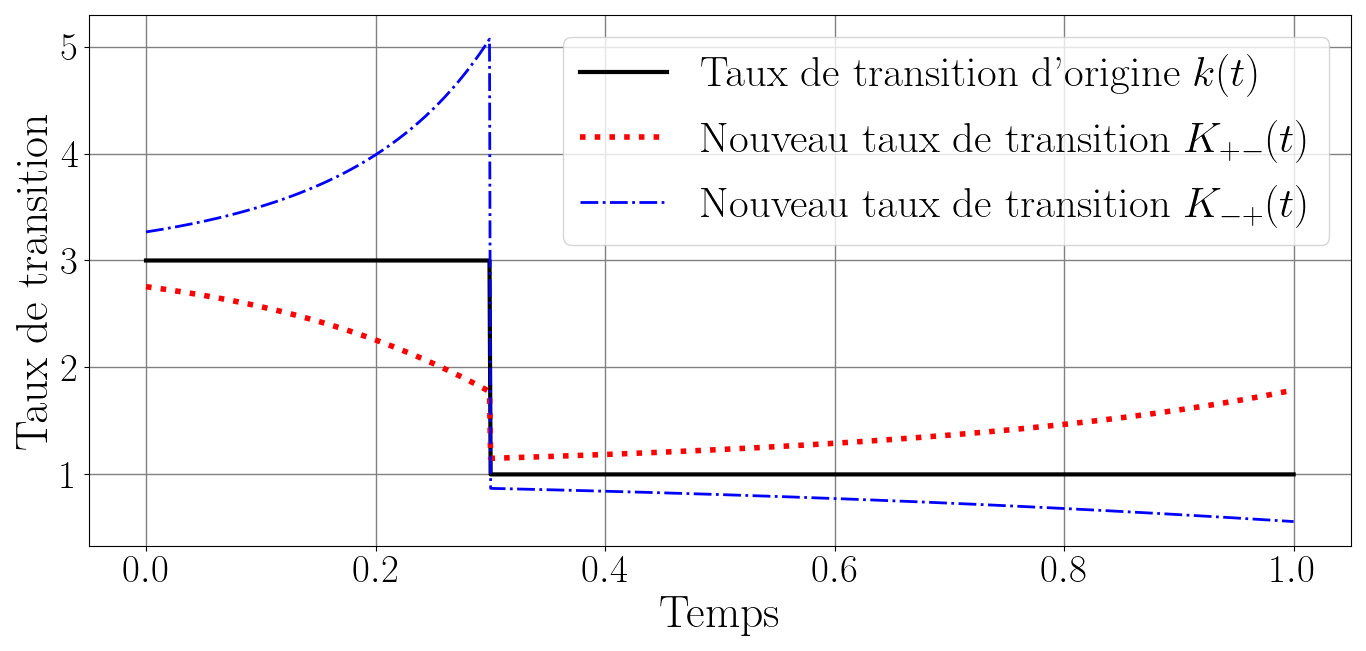 Taux de transition
5
4
3
2
1
Taux de transition d'origine k(t)
Nouveau taux de transition K₊₋(t)
Nouveau taux de transition K₋₊(t)
0.0 0.2 0.4 0.6 0.8 1.0
Temps